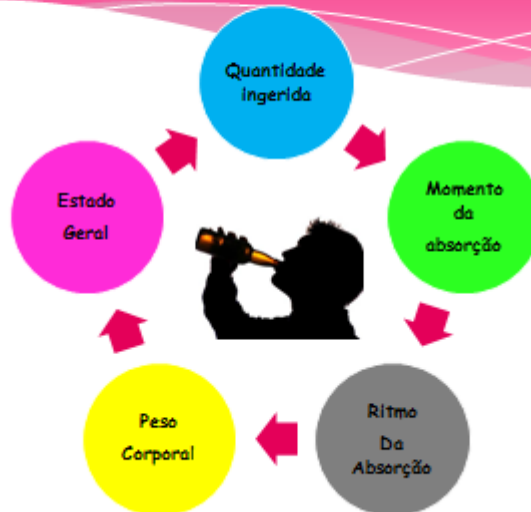 Quantidade
ingerida
Momento
da
absorção
Ritmo
Da
Absorção
Peso
Corporal
Estado
Geral